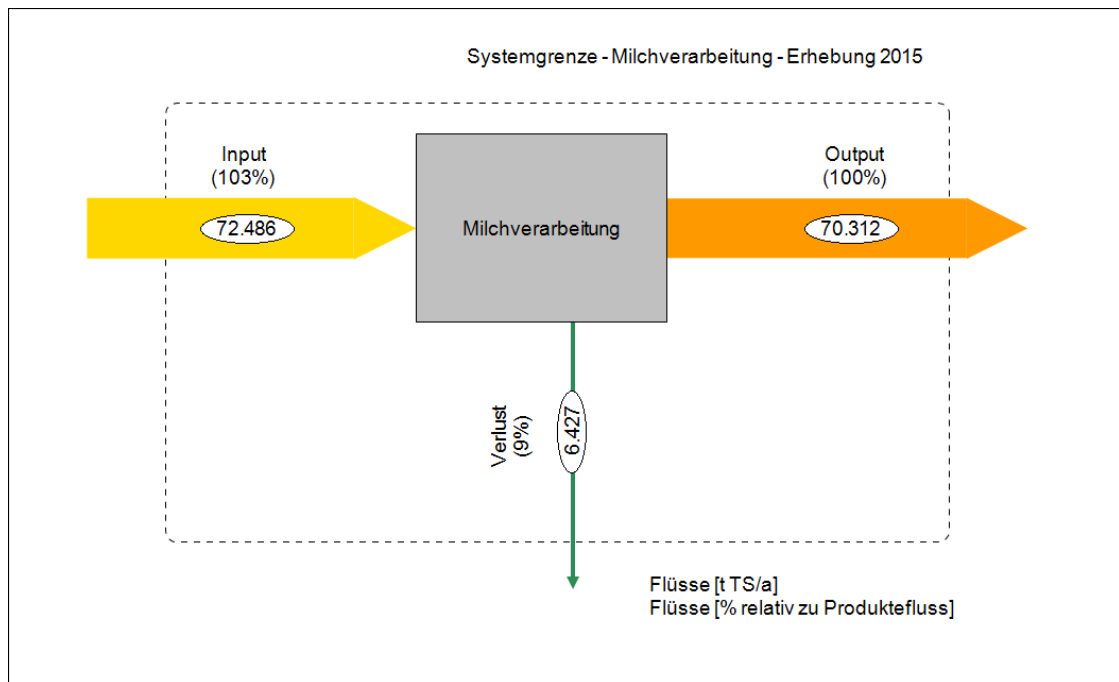 Systemgrenze - Milchverarbeitung - Erhebung 2015
Input
(103%)
72.486
Milchverarbeitung
Output
(100%)
70.312
Verlust
(9%)
6.427
Flüsse [t TS/a]
Flüsse [% relativ zu Produktefluss]